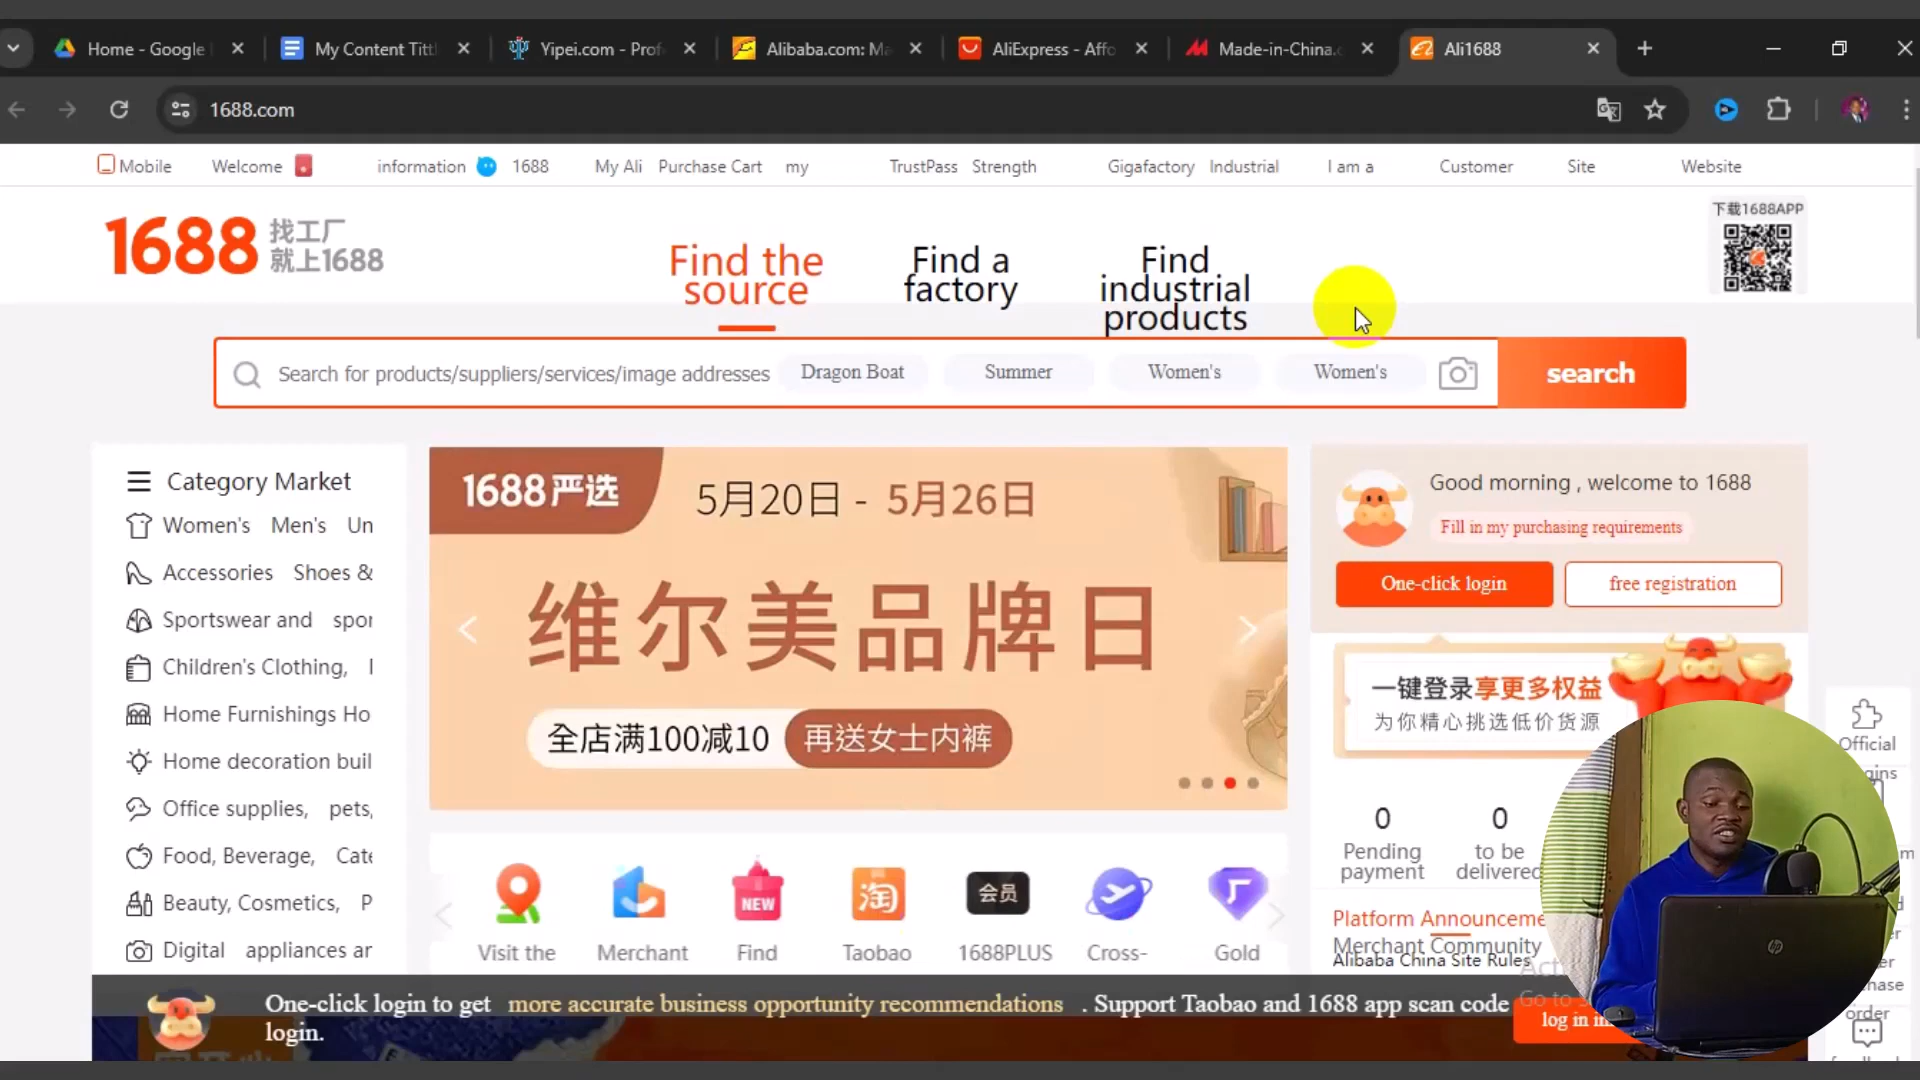 Home - Google
My Content Titl
Yipei.com - Prof
Alibaba.com: Ma
AliExpress - Affo
Made-in-China.c
Ali1688
1688.com
Mobile Welcome information 1688 My Ali Purchase Cart my TrustPass Strength Gigafactory Industrial I am a Customer Site Website
1688 找工厂
就上1688
Find the
source
Find a
factory
Find
industrial
products
下载1688APP
Search for products/suppliers/services/image addresses Dragon Boat Summer Women's Women's search
Category Market
Women's Men's Un
Accessories Shoes &
Sportswear and spor
Children's Clothing,
Home Furnishings Ho
Home decoration buil
Office supplies, pets,
Food, Beverage, Cate
Beauty, Cosmetics, P
Digital appliances ar
1688严选 5月20日 - 5月26日
维尔美品牌日
全店满100减10 再送女士内裤
Good morning , welcome to 1688
Fill in my purchasing requirements
One-click login free registration
一键登录享更多权益
为你精心挑选低价货源
0 0
Pending
payment
to be
delivered
Platform Announceme
Merchant Community
Alibaba China Site Rules
NEW 淘 会员
Visit the Merchant Find Taobao 1688PLUS Cross- Gold
Official
order
One-click login to get more accurate business opportunity recommendations . Support Taobao and 1688 app scan code
login.
log in
hp